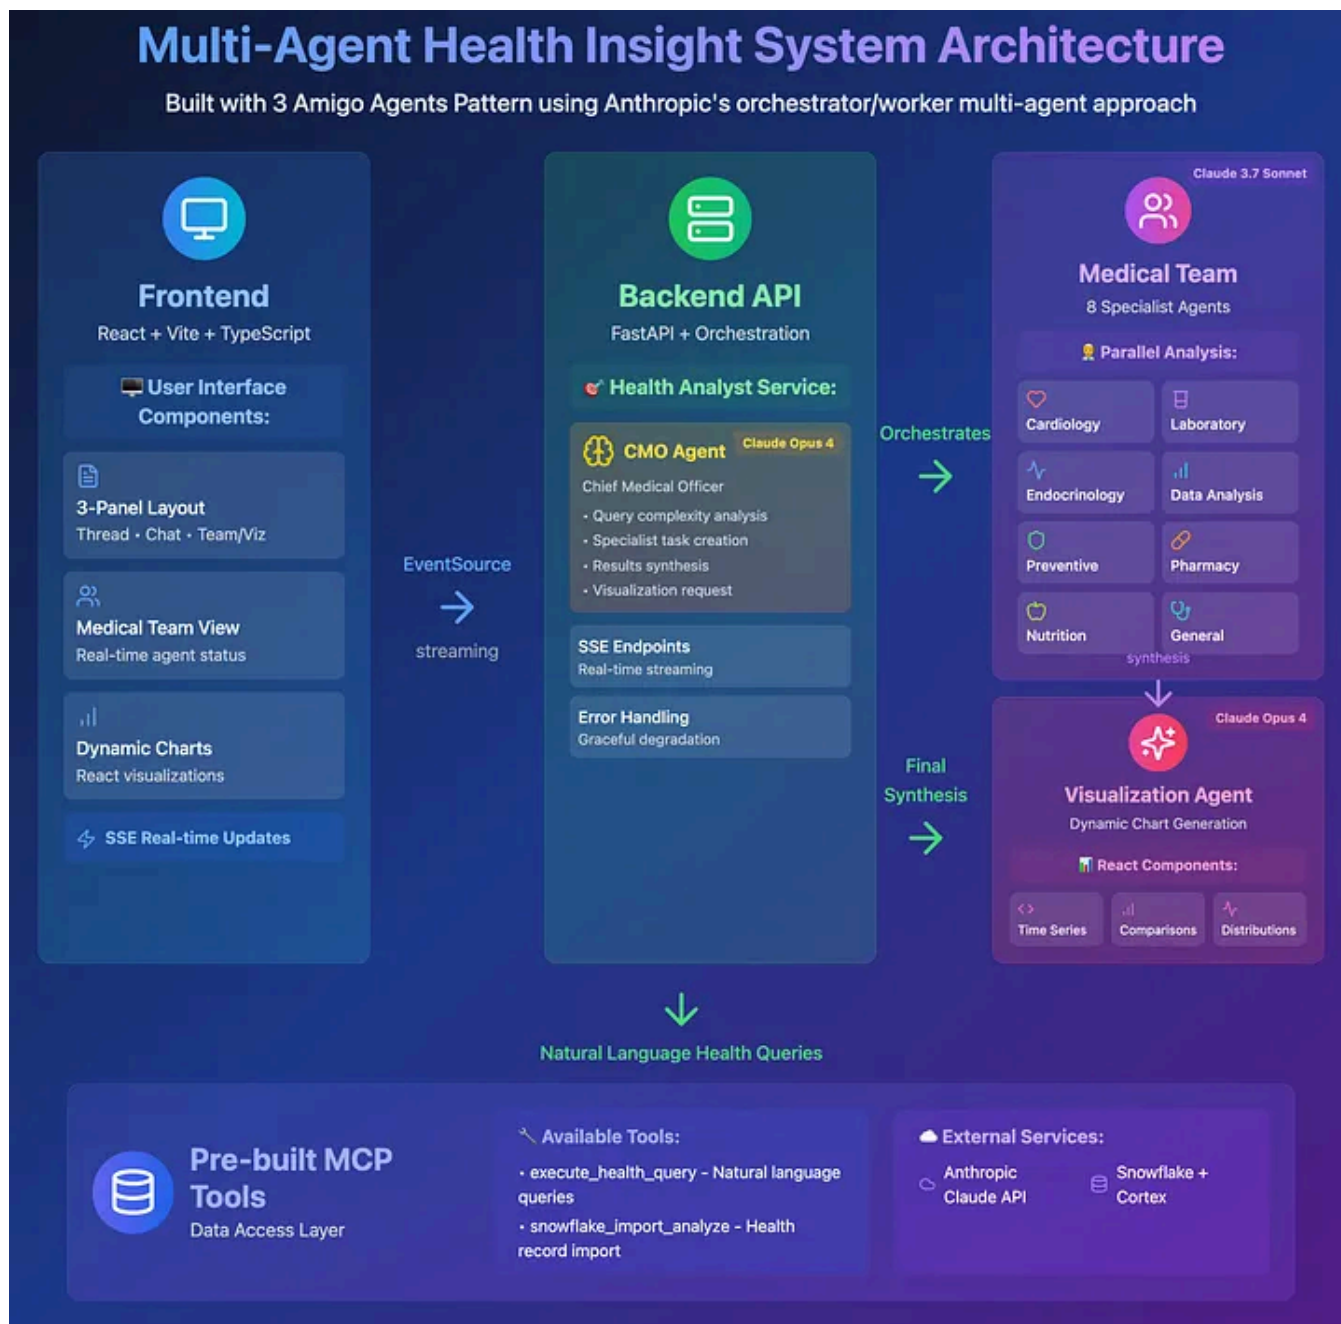 Multi-Agent Health Insight System Architecture
Built with 3 Amigo Agents Pattern using Anthropic's orchestrator/worker multi-agent approach
Frontend
React + Vite + TypeScript
User Interface
Components:
3-Panel Layout
Thread • Chat • Team/Viz
Medical Team View
Real-time agent status
Dynamic Charts
React visualizations
SSE Real-time Updates
EventSource
streaming
Backend API
FastAPI + Orchestration
Health Analyst Service:
CMO Agent
Claude Opus 4
Chief Medical Officer
• Query complexity analysis
• Specialist task creation
• Results synthesis
• Visualization request
SSE Endpoints
Real-time streaming
Error Handling
Graceful degradation
Orchestrates
Final
Synthesis
Claude 3.7 Sonnet
Medical Team
8 Specialist Agents
Parallel Analysis:
Cardiology
Laboratory
Endocrinology
Data Analysis
Preventive
Pharmacy
Nutrition
General
synthesis
Claude Opus 4
Visualization Agent
Dynamic Chart Generation
React Components:
Time Series
Comparisons
Distributions
Natural Language Health Queries
Pre-built MCP
Tools
Data Access Layer
Available Tools:
• execute_health_query - Natural language
queries
• snowflake_import_analyze - Health
record import
External Services:
Anthropic
Claude API
Snowflake +
Cortex